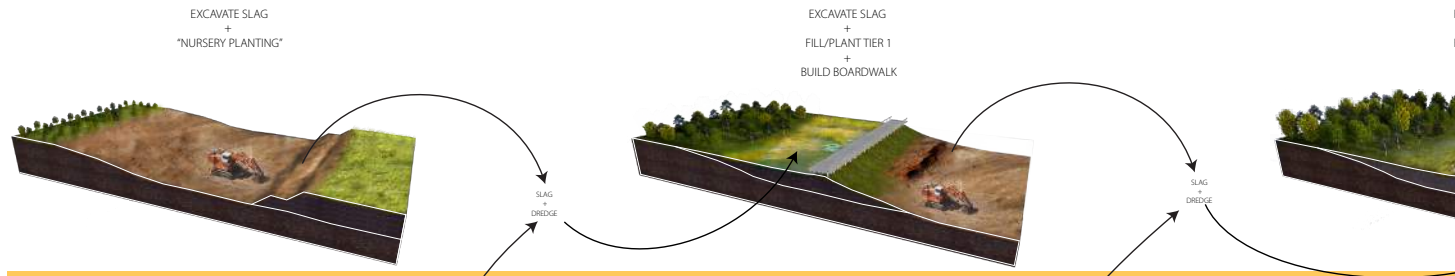 EXCAVATE SLAG
+
“NURSERY PLANTING”
EXCAVATE SLAG
+
FILL/PLANT TIER 1
+
BUILD BOARDWALK
SLAG
+
DREDGE
SLAG
+
DREDGE